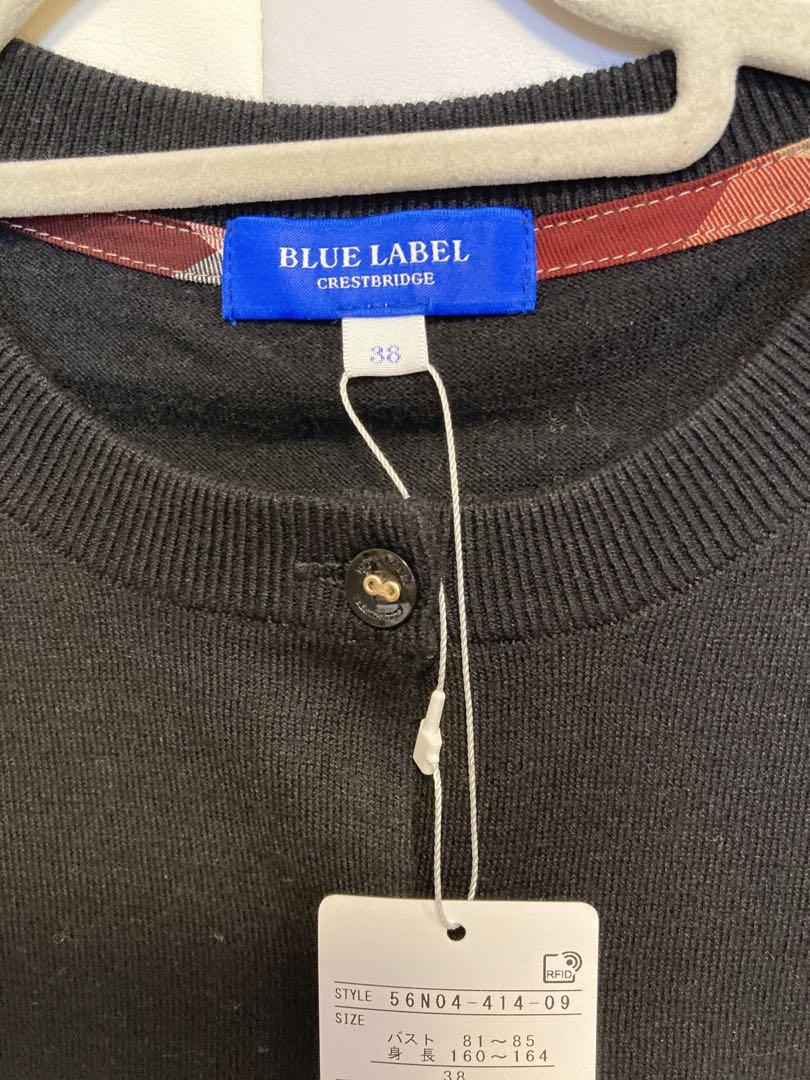 BLUE LABEL
CRESTBRIDGE
38
RFID
STYLE 56N04-414-09
SIZE
バスト 81～85
身長 160～164
38